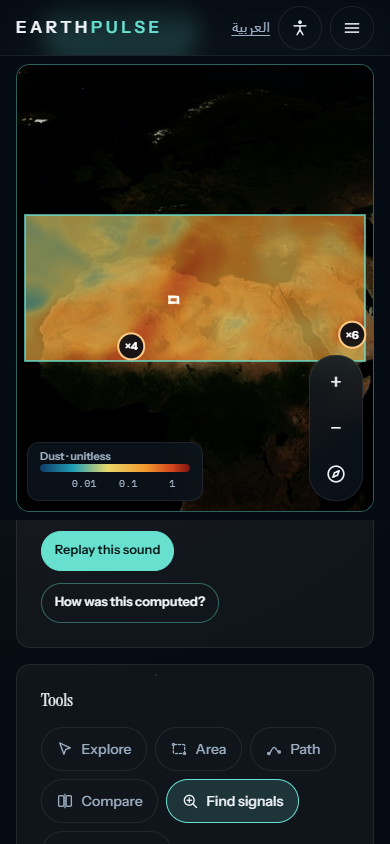 EARTHPULSE
العربية
×4
×6
+
−
Dust·unitless
0.01 0.1 1
Replay this sound
How was this computed?
Tools
Explore
Area
Path
Compare
Find signals